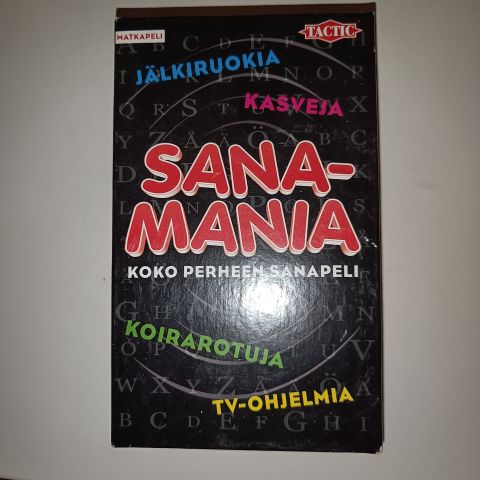 MATKAPELI
TACTIC
JÄLKIRUOKIA
KASVEJA
SANA-
MANIA
KOKO PERHEEN SANAPELI
KOIRAROTUJA
TV-OHJELMIA